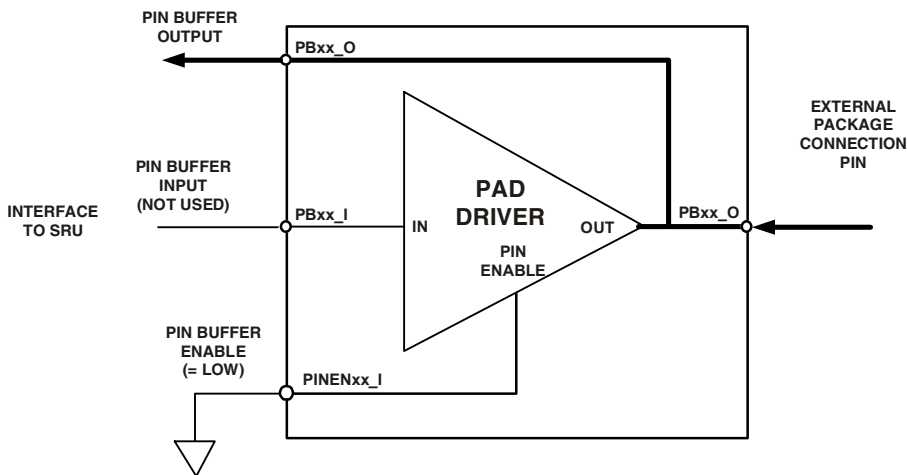 PIN BUFFER
OUTPUT
PBxx_O
EXTERNAL
PACKAGE
CONNECTION
PIN
PIN BUFFER
INPUT
(NOT USED)
INTERFACE
TO SRU
PBxx_I
IN
PAD
DRIVER
OUT
PIN
ENABLE
PBxx_O
PIN BUFFER
ENABLE
(= LOW)
PINENxx_I